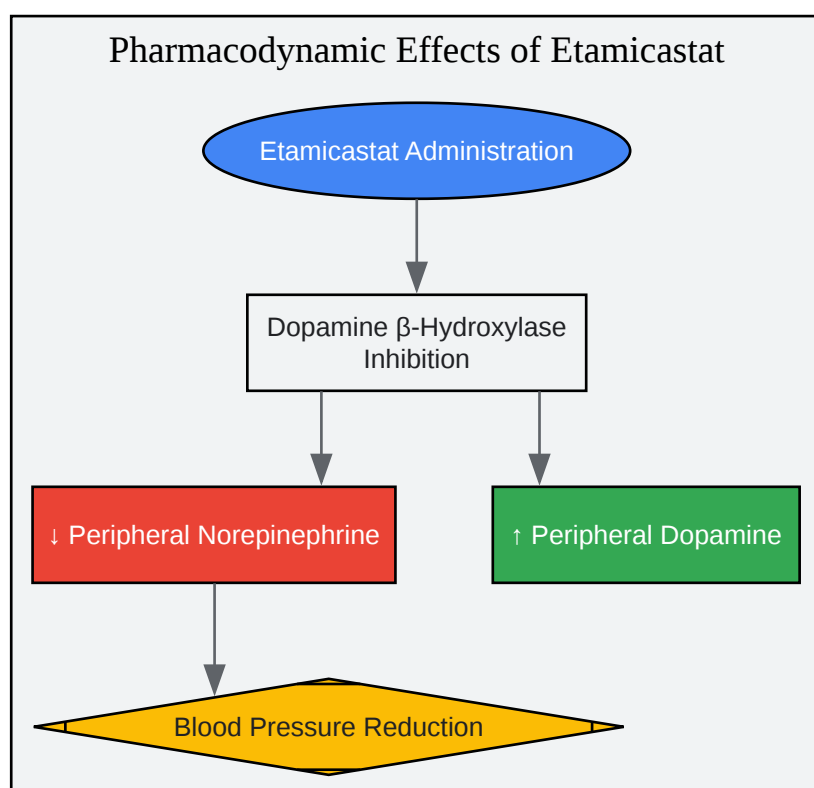 Pharmacodynamic Effects of Etamicastat
Etamicastat Administration
Dopamine β-Hydroxylase
Inhibition
↓ Peripheral Norepinephrine
↑ Peripheral Dopamine
Blood Pressure Reduction